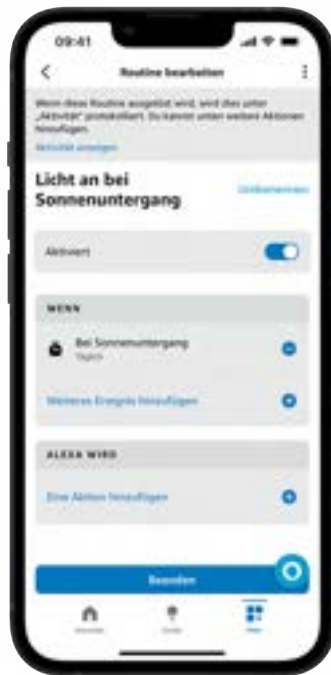 09:41
Routine bearbeiten
Wenn diese Routine ausgelöst wird, wird dies unter
„Aktivität“ protokolliert. Du kannst unten weitere Aktionen
hinzufügen.
Aktivität anzeigen
Licht an bei
Sonnenuntergang
Umbenennen
Aktiviert
WENN
Bei Sonnenuntergang
Täglich
Weiteres Ereignis hinzufügen
ALEXA WIRD
Eine Aktion hinzufügen
Beenden